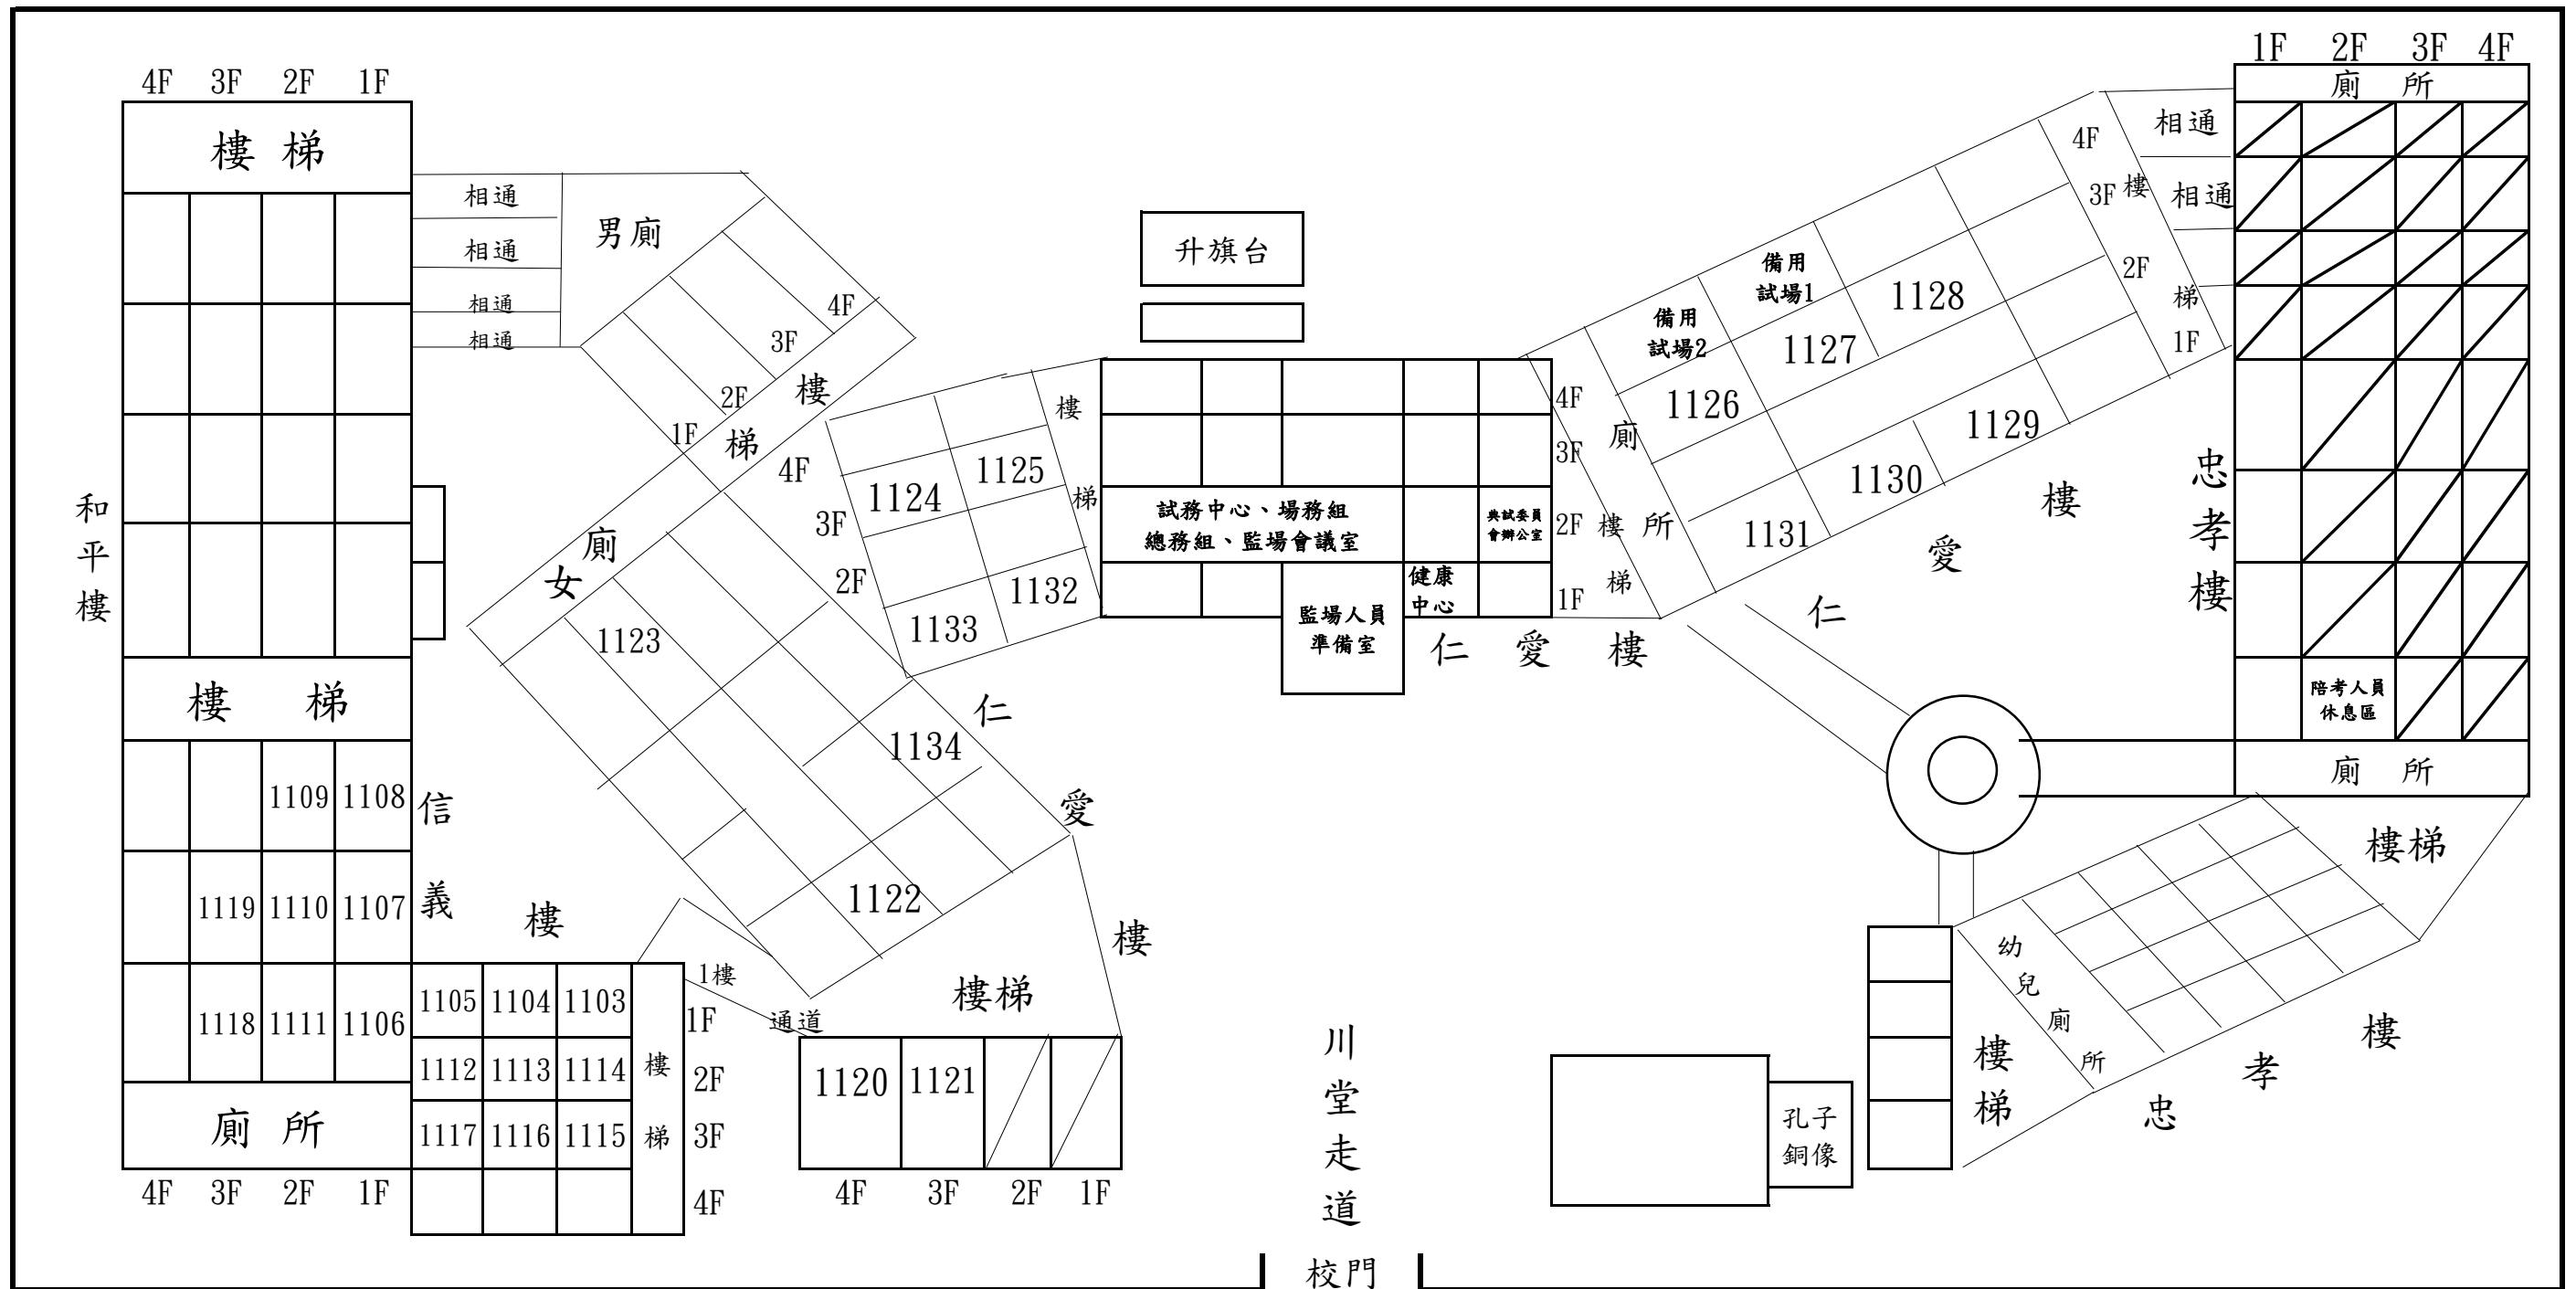 4F 3F 2F 1F
樓 梯
和平樓
樓 梯
1109 1108
1119 1110 1107
1118 1111 1106
廁 所
4F 3F 2F 1F
信義樓
1105 1104 1103
1112 1113 1114
1117 1116 1115
樓梯
1F
2F
3F
4F
1樓
通道
相通
相通
相通
相通
男廁
4F
3F
2F
1F
樓梯
女廁
1123
1134
1122
仁愛樓
樓梯
1120 1121
4F 3F 2F 1F
4F
3F
2F
1124 1125
1133 1132
樓梯
升旗台
試務中心、場務組
總務組、監場會議室
典試委員
會辦公室
監場人員
準備室
健康
中心
仁愛樓
4F
3F
2F
1F
樓梯
廁所
備用
試場2
備用
試場1
1126 1127 1128
1131 1130 1129
4F
3F
2F
1F
樓梯
相通
相通
仁愛樓
忠孝樓
1F 2F 3F 4F
廁 所
陪考人員
休息區
廁 所
樓梯
幼兒廁所
樓梯
忠孝樓
孔子
銅像
川堂走道
校門